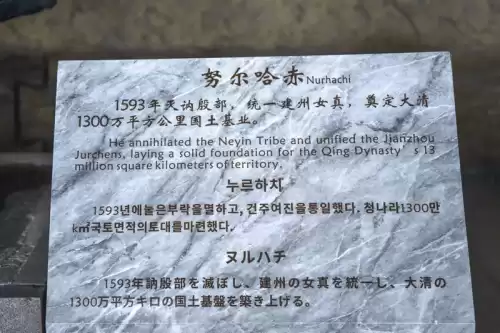 努尔哈赤 Nurhachi
1593年灭讷殷部，统一建州女真，奠定大清
1300万平方公里国土基业。
He annihilated the Neyin Tribe and unified the Jianzhou
Jurchens, laying a solid foundation for the Qing Dynasty’s 13
million square kilometers of territory.
누르하치
1593년에눌은부락을멸하고, 건주여진을통일했다. 청나라1300만
k㎡국토면적의토대를마련했다.
ヌルハチ
1593年訥殷部を滅ぼし、建州の女真を統一し、大清の
1300万平方キロの国土基盤を築き上げる。